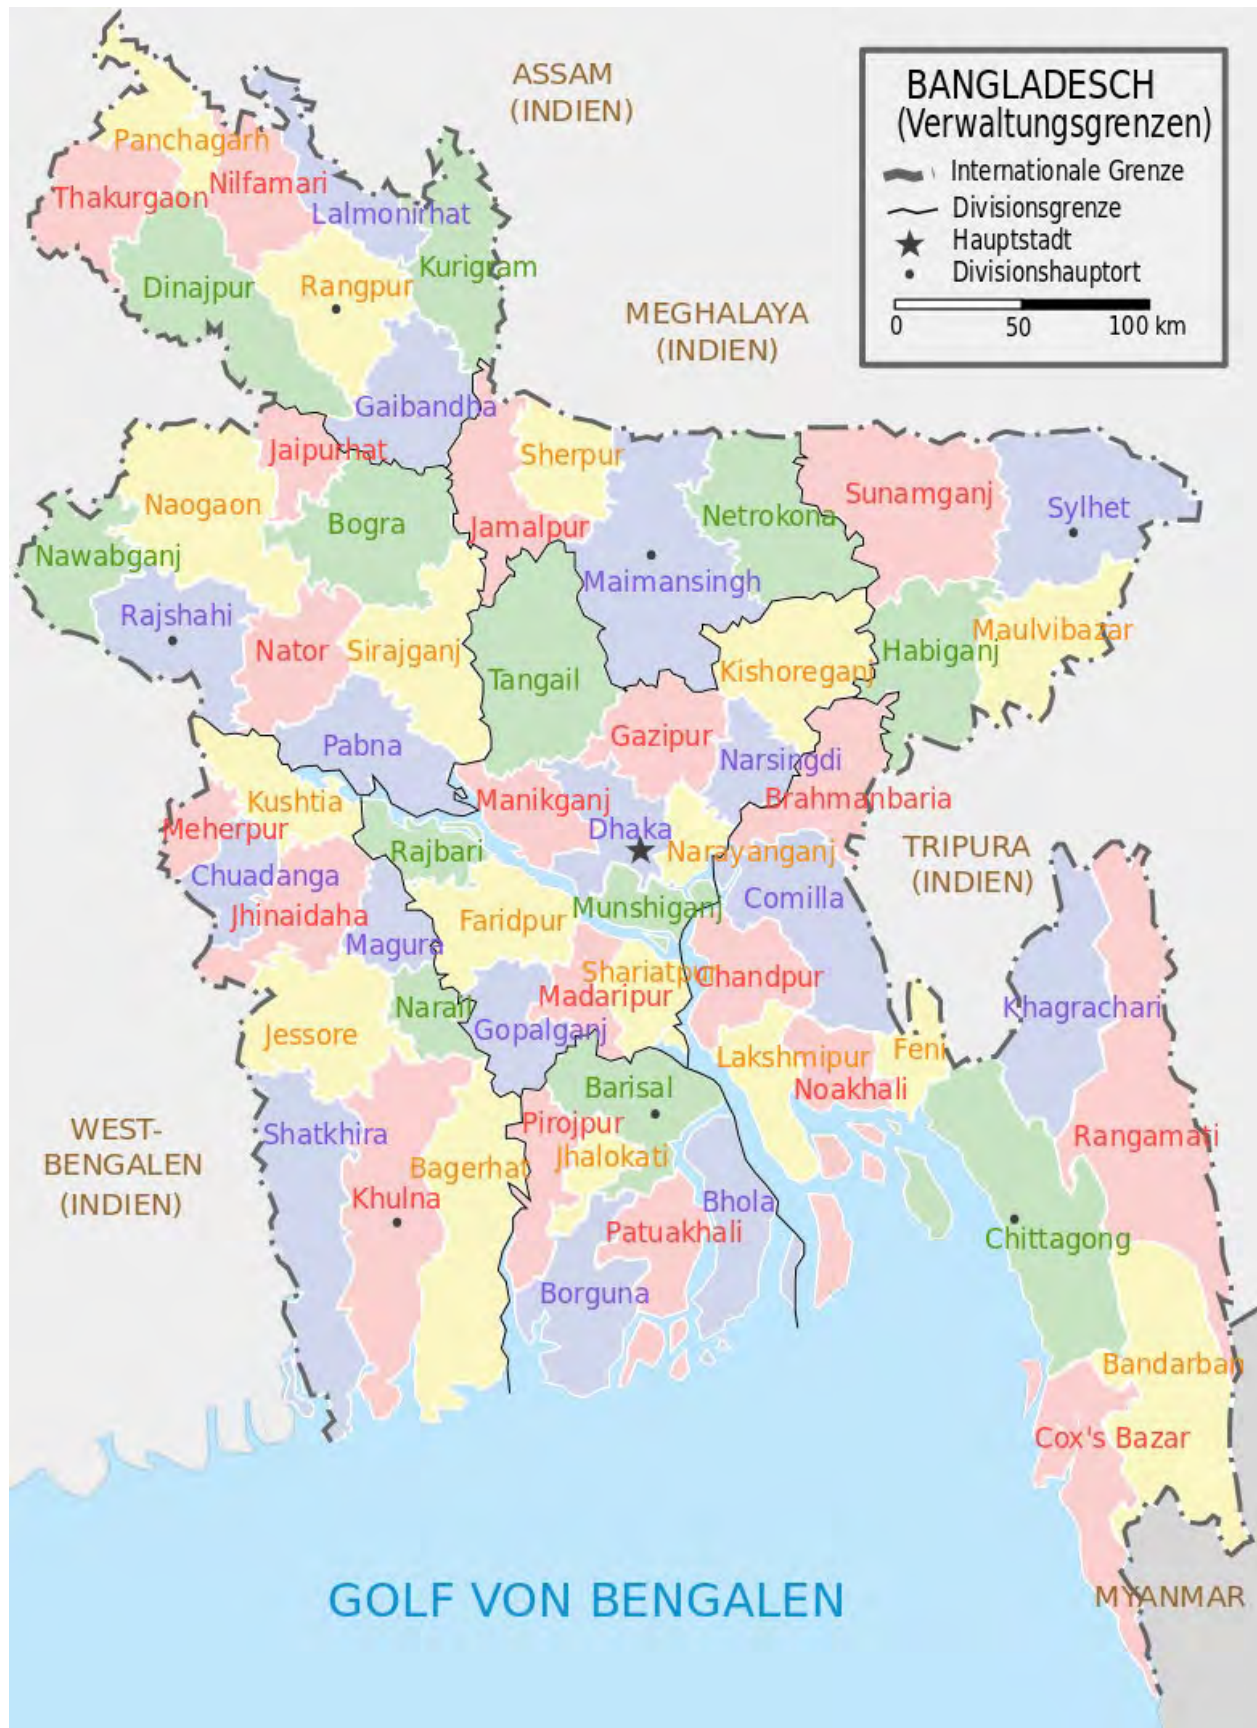 ASSAM
(INDIEN)
BANGLADESCH
(Verwaltungsgrenzen)
Internationale Grenze
Divisionsgrenze
Hauptstadt
Divisionshauptort
0 50 100 km
Panchagarh
Thakurgaon
Nilfamari
Lalmonirhat
Dinajpur
Rangpur
Kurigram
MEGHALAYA
(INDIEN)
Gaibandha
Jaipurhat
Sherpur
Naogaon
Bogra
Jamalpur
Netrokona
Sunamganj
Sylhet
Nawabganj
Maimansingh
Rajshahi
Nator
Sirajganj
Tangail
Kishoreganj
Habiganj
Maulvibazar
Pabna
Gazipur
Narsingdi
Kushtia
Manikganj
Brahmanbaria
Meherpur
Dhaka
Rajbari
Narayanganj
TRIPURA
(INDIEN)
Chuadanga
Comilla
Jhinaidaha
Faridpur
Munshiganj
Magura
Shariatpur
Chandpur
Madaripur
Narail
Gopalganj
Khagrachari
Jessore
Lakshmipur
Feni
Barisal
Noakhali
WEST-
BENGALEN
(INDIEN)
Shatkhira
Pirojpur
Jhalokati
Bagerhat
Rangamati
Khulna
Bhola
Patuakhali
Chittagong
Borguna
Bandarban
Cox's Bazar
GOLF VON BENGALEN
MYANMAR